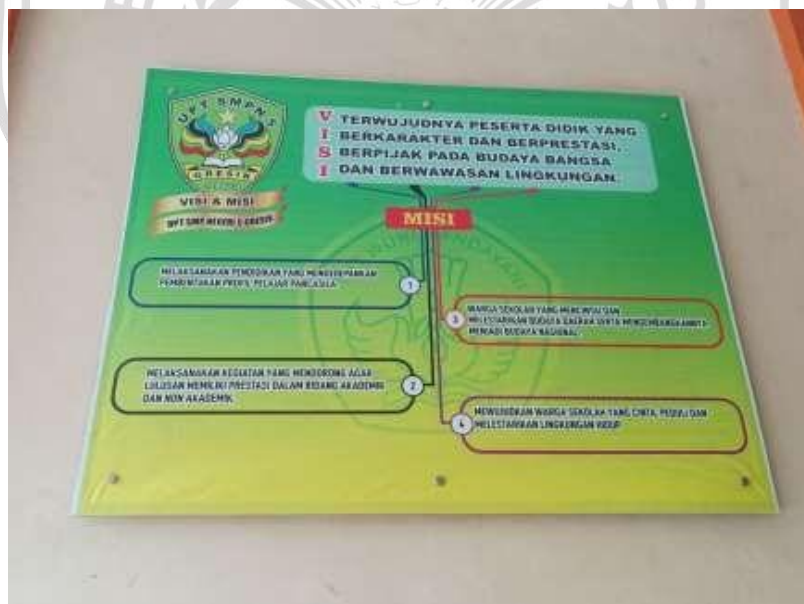 UPT SMPN 5
GRESIK
VISI & MISI
UPT SMP NEGERI 5 GRESIK
VISI
TERWUJUDNYA PESERTA DIDIK YANG
BERKARAKTER DAN BERPRESTASI,
BERPIJAK PADA BUDAYA BANGSA
DAN BERWAWASAN LINGKUNGAN.
MISI
1
MELAKSANAKAN PENDIDIKAN YANG MENGEDEPANKAN
PEMBENTUKAN PROFIL PELAJAR PANCASILA.
2
MELAKSANAKAN KEGIATAN YANG MENDORONG AGAR
LULUSAN MEMILIKI PRESTASI DALAM BIDANG AKADEMIK
DAN NON AKADEMIK.
3
WARGA SEKOLAH YANG MENCINTAI DAN
MELESTARIKAN BUDAYA DAERAH SERTA MENGEMBANGKANNYA
MENJADI BUDAYA NASIONAL.
4
MEWUJUDKAN WARGA SEKOLAH YANG CINTA, PEDULI DAN
MELESTARIKAN LINGKUNGAN HIDUP